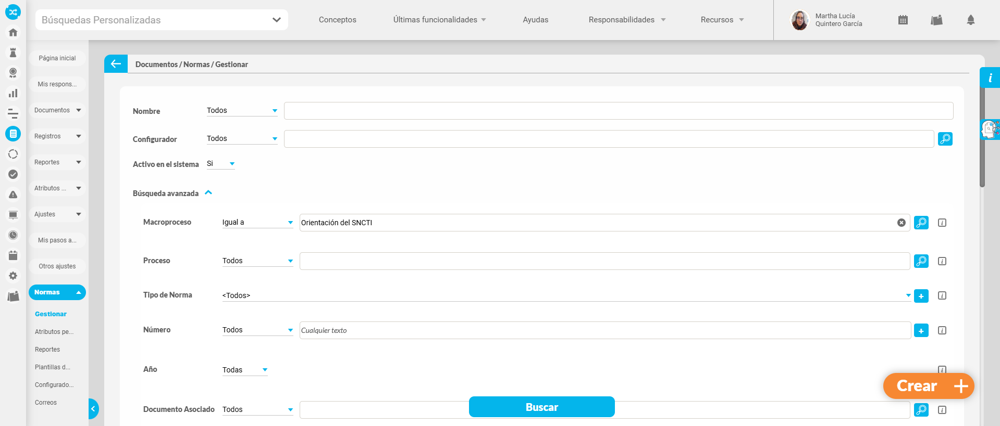 Búsquedas Personalizadas
Conceptos
Últimas funcionalidades
Ayudas
Responsabilidades
Recursos
Martha Lucía
Quintero García
Página inicial
Mis respons...
Documentos
Registros
Reportes
Atributos ...
Ajustes
Mis pasos a...
Otros ajustes
Normas
Gestionar
Atributos pe...
Reportes
Plantillas d...
Configurado...
Correos
Documentos / Normas / Gestionar
i
Nombre Todos
Configurador Todos
Activo en el sistema Si
Búsqueda avanzada
Macroproceso Igual a Orientación del SNCTI i
Proceso Todos i
Tipo de Norma <Todos> + i
Número Todos Cualquier texto + i
Año Todas i
Crear +
Documento Asociado Todos i
Buscar